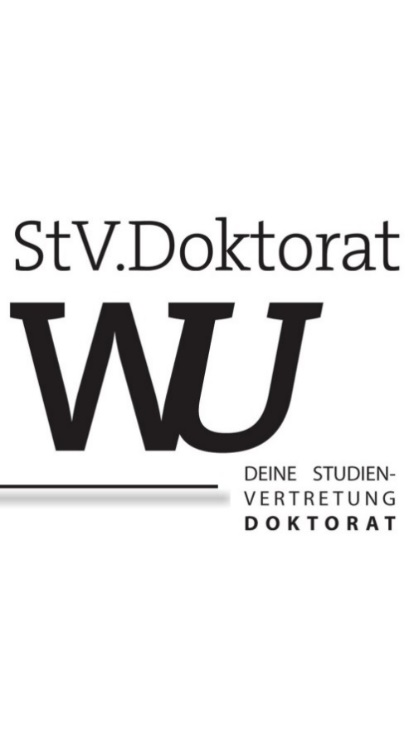 StV.Doktorat
WU
DEINE STUDIEN-
VERTRETUNG
DOKTORAT